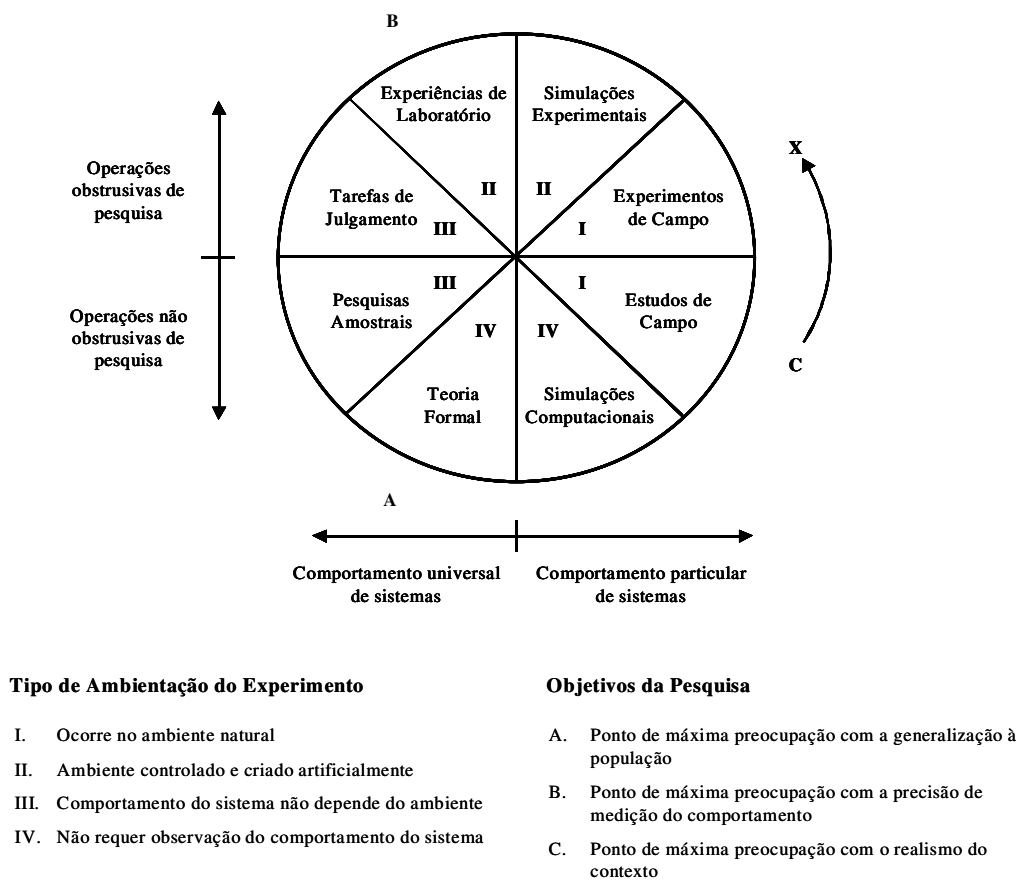 B
Experiências de
Laboratório
Simulações
Experimentais
X
Operações
obstrusivas de
pesquisa
Tarefas de
Julgamento
II
II
Experimentos
de Campo
III
I
III
I
Operações não
obstrusivas de
pesquisa
Pesquisas
Amostrais
IV
IV
Estudos de
Campo
C
Teoria
Formal
Simulações
Computacionais
A
Comportamento universal
de sistemas
Comportamento particular
de sistemas
Tipo de Ambientação do Experimento
I. Ocorre no ambiente natural
II. Ambiente controlado e criado artificialmente
III. Comportamento do sistema não depende do ambiente
IV. Não requer observação do comportamento do sistema
Objetivos da Pesquisa
A. Ponto de máxima preocupação com a generalização à
população
B. Ponto de máxima preocupação com a precisão de
medição do comportamento
C. Ponto de máxima preocupação com o realismo do
contexto